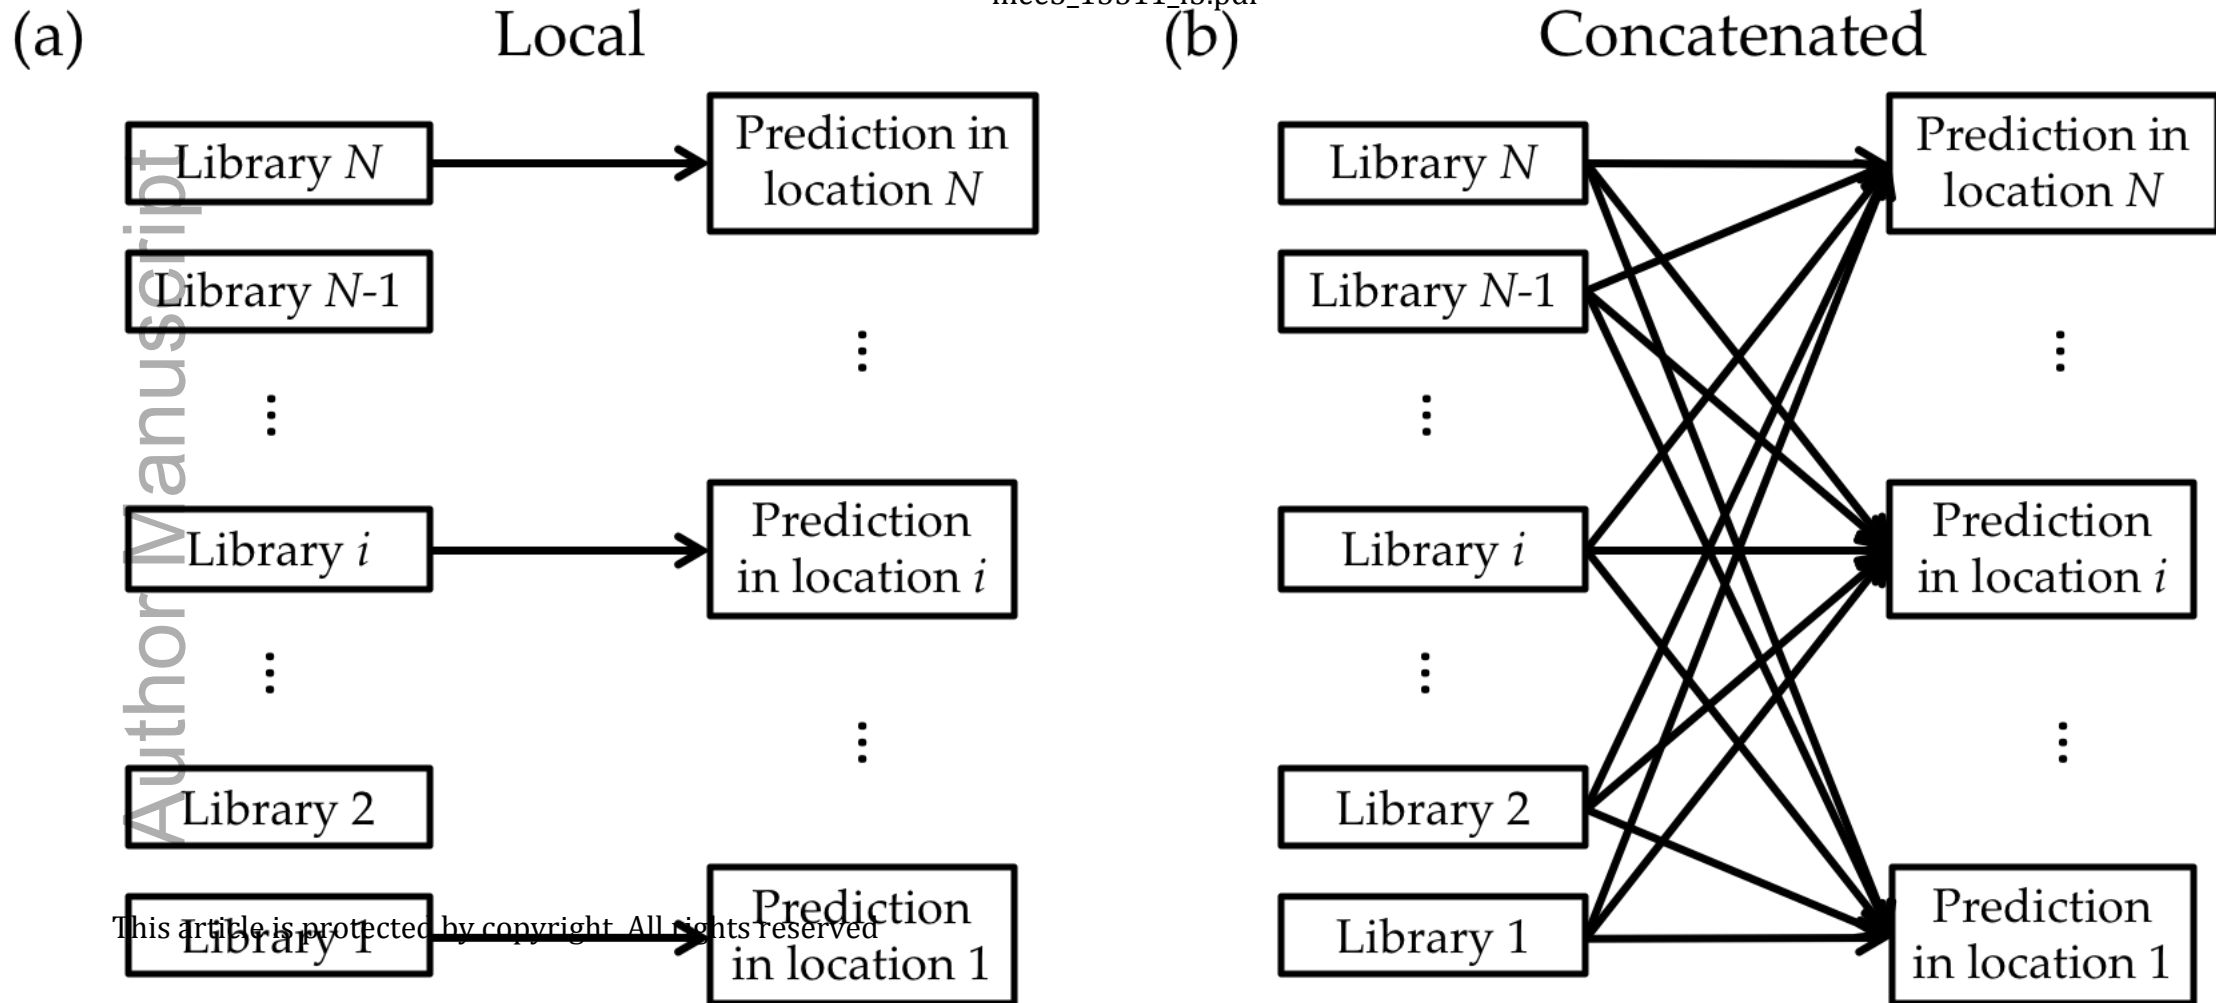 (a)
Local
Library N
Prediction in
location N
Library N-1
⋮
⋮
Library i
Prediction
in location i
⋮
⋮
Library 2
Library 1
Prediction
in location 1
(b)
Concatenated
Library N
Prediction in
location N
Library N-1
⋮
⋮
Library i
Prediction
in location i
⋮
⋮
Library 2
Library 1
Prediction
in location 1
Author Manuscript
This article is protected by copyright. All rights reserved